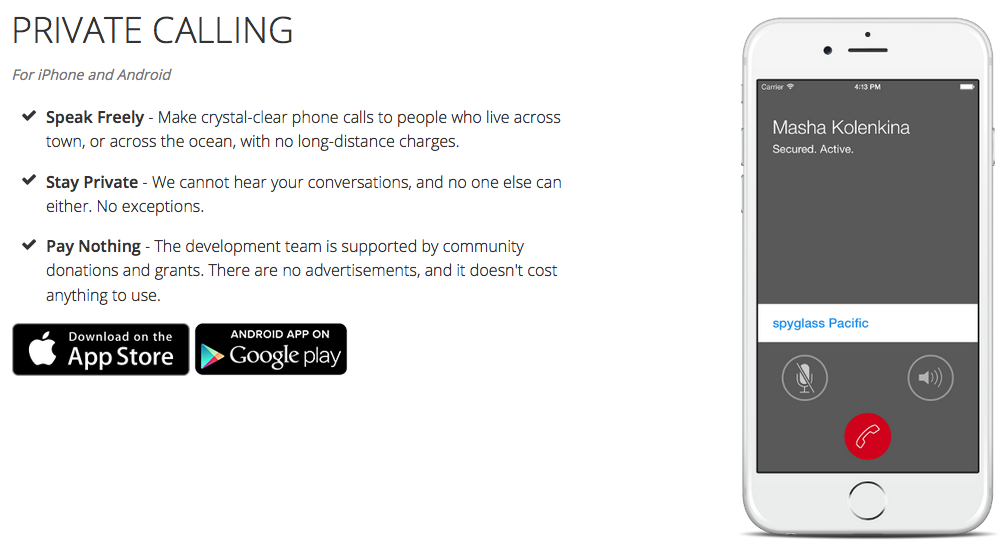 PRIVATE CALLING
For iPhone and Android
Speak Freely - Make crystal-clear phone calls to people who live across
town, or across the ocean, with no long-distance charges.
Stay Private - We cannot hear your conversations, and no one else can
either. No exceptions.
Pay Nothing - The development team is supported by community
donations and grants. There are no advertisements, and it doesn't cost
anything to use.
Download on the
App Store
ANDROID APP ON
Google play
Carrier 4:13 PM
Masha Kolenkina
Secured. Active.
spyglass Pacific